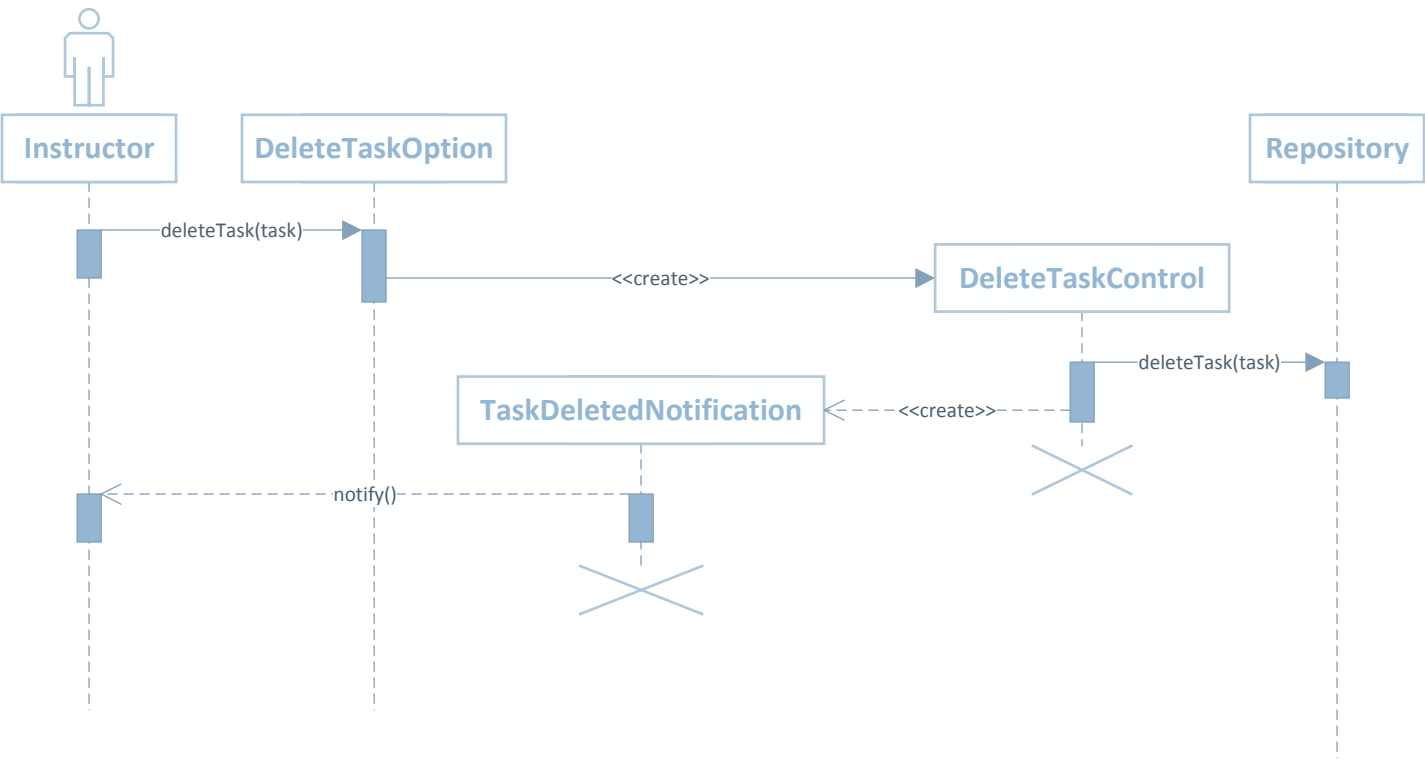 Instructor
DeleteTaskOption
Repository
deleteTask(task)
<<create>>
DeleteTaskControl
deleteTask(task)
TaskDeletedNotification
<<create>>
notify()